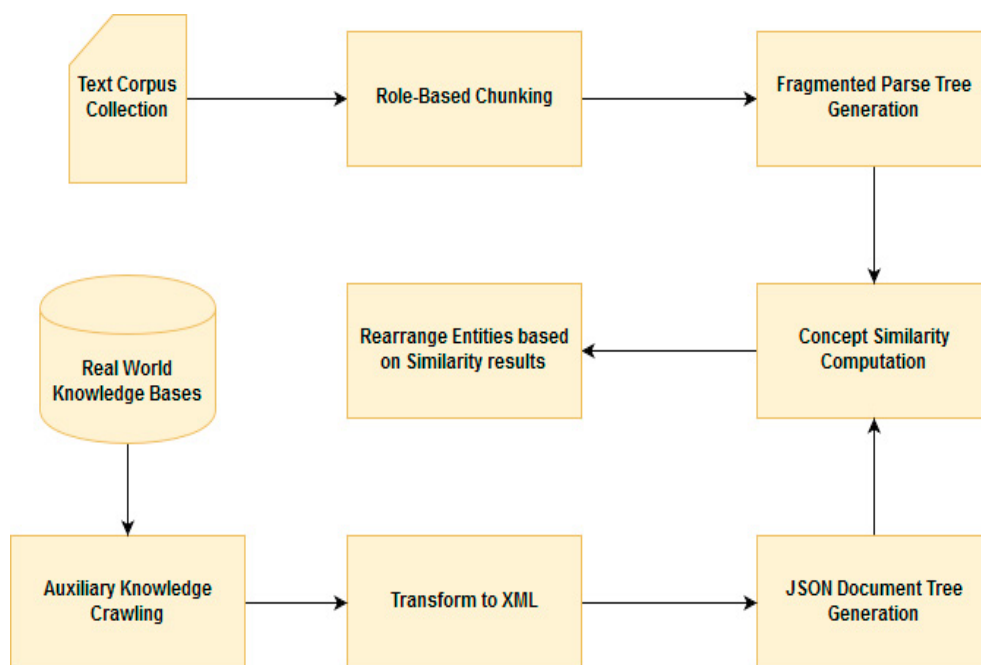 Text Corpus
Collection
Role-Based Chunking
Fragmented Parse Tree
Generation
Real World
Knowledge Bases
Rearrange Entities based
on Similarity results
Concept Similarity
Computation
Auxiliary Knowledge
Crawling
Transform to XML
JSON Document Tree
Generation